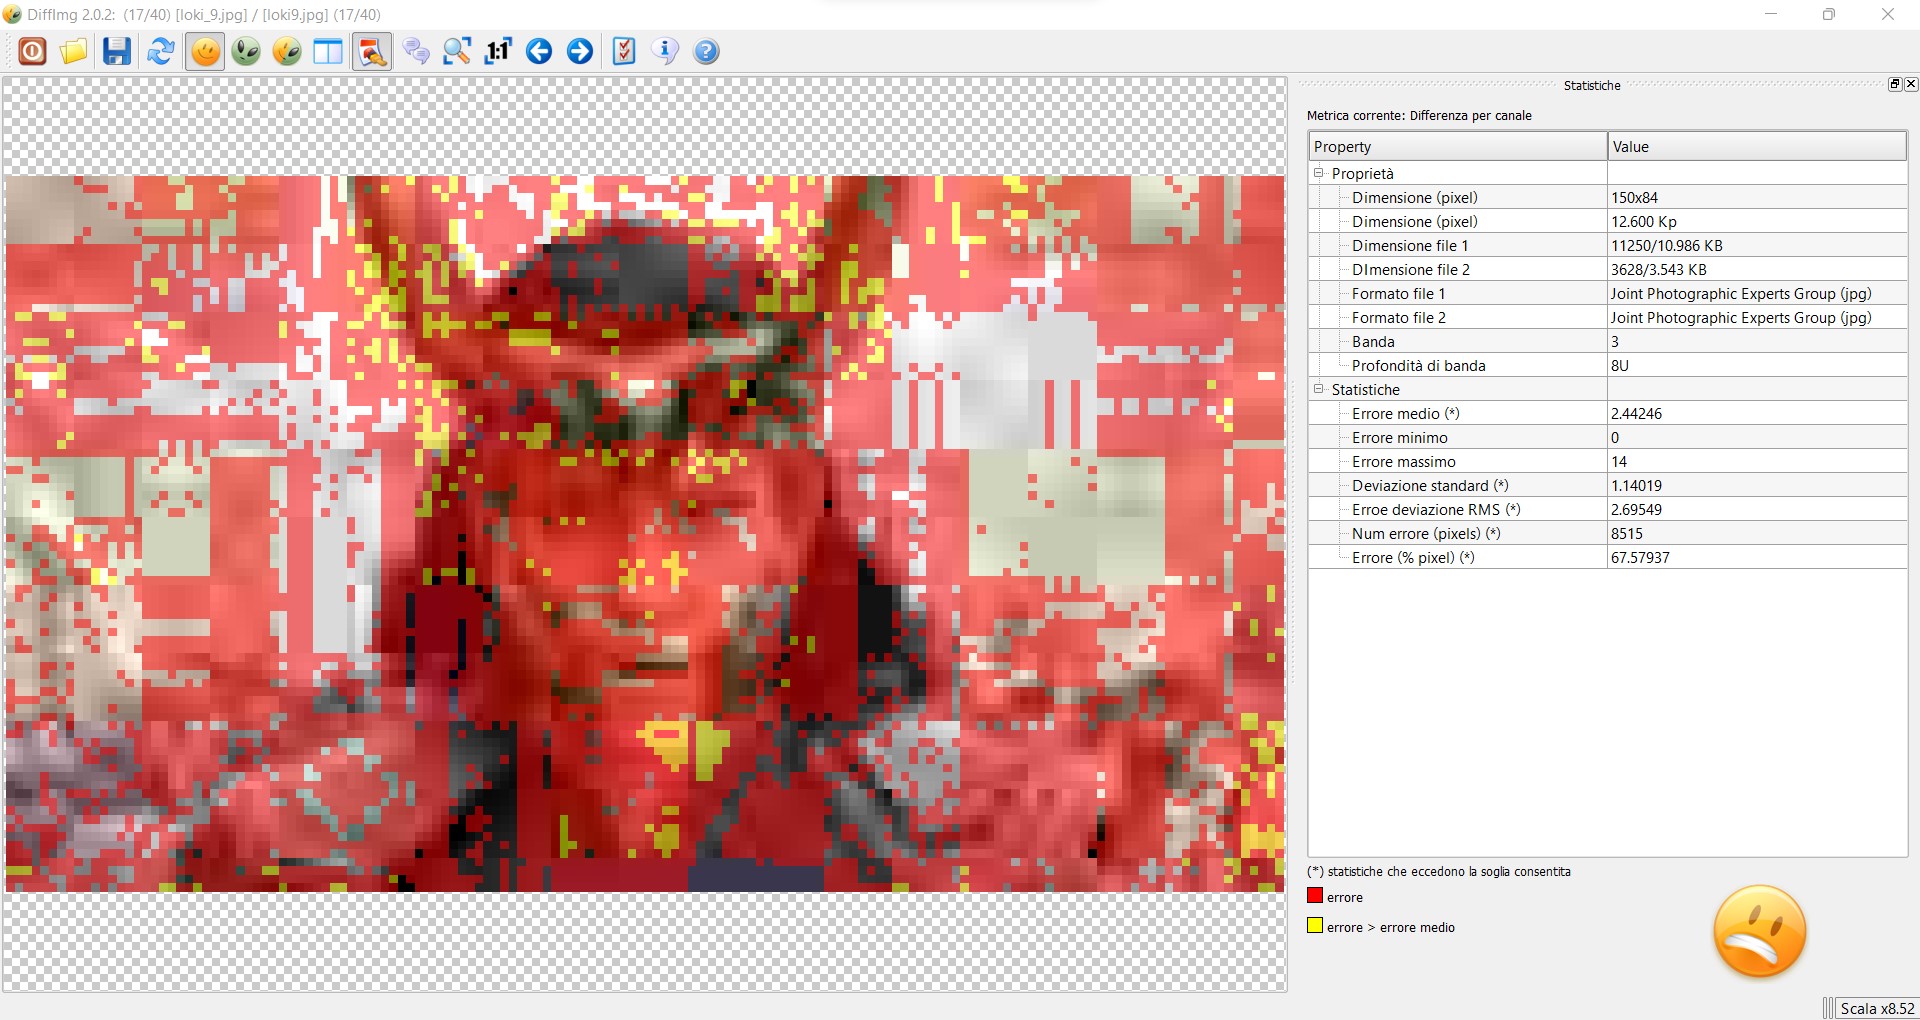 DiffImg 2.0.2: (17/40) [loki_9.jpg] / [loki9.jpg] (17/40)
1:1
Statistiche
Metrica corrente: Differenza per canale
Property Value
Proprietà
Dimensione (pixel) 150x84
Dimensione (pixel) 12.600 Kp
Dimensione file 1 11250/10.986 KB
DImensione file 2 3628/3.543 KB
Formato file 1 Joint Photographic Experts Group (jpg)
Formato file 2 Joint Photographic Experts Group (jpg)
Banda 3
Profondità di banda 8U
Statistiche
Errore medio (*) 2.44246
Errore minimo 0
Errore massimo 14
Deviazione standard (*) 1.14019
Erroe deviazione RMS (*) 2.69549
Num errore (pixels) (*) 8515
Errore (% pixel) (*) 67.57937
(*) statistiche che eccedono la soglia consentita
errore
errore > errore medio
Scala x8.52